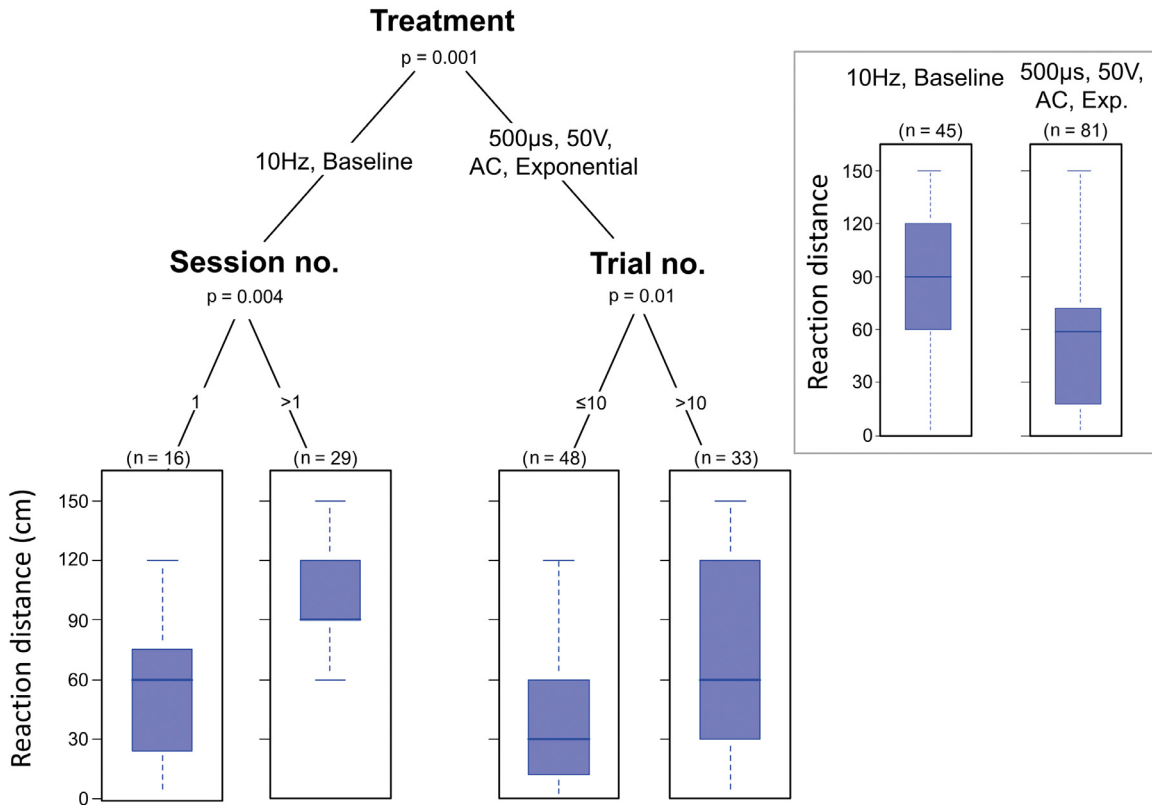 Treatment
p = 0.001
10Hz, Baseline
500µs, 50V,
AC, Exponential
Session no.
p = 0.004
Trial no.
p = 0.01
1
>1
≤10
>10
(n = 16)
(n = 29)
(n = 48)
(n = 33)
Reaction distance (cm)
150
120
90
60
30
0
10Hz, Baseline
500µs, 50V,
AC, Exp.
(n = 45)
(n = 81)
Reaction distance
150
120
90
60
30
0